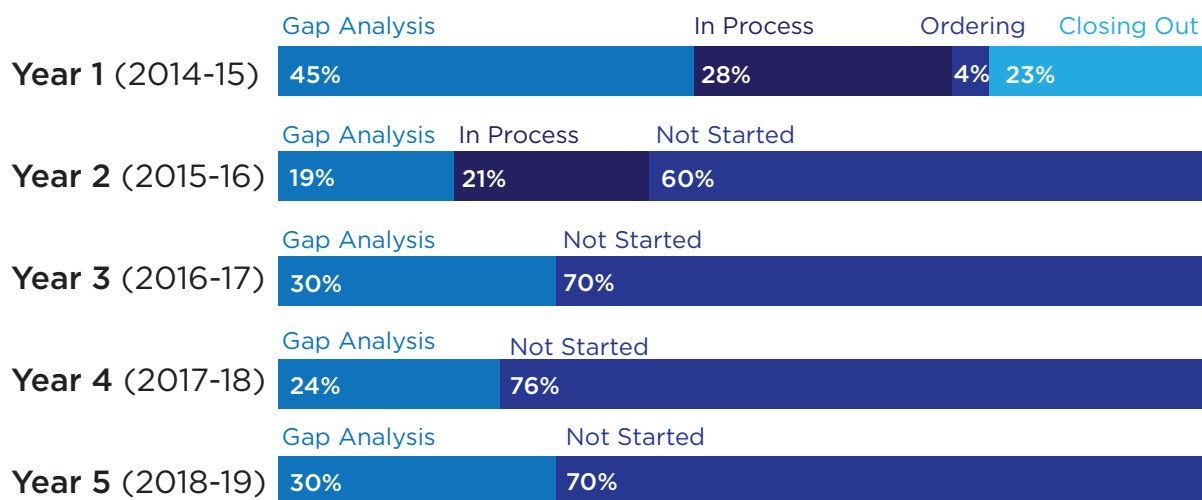 Gap Analysis In Process Ordering Closing Out
Year 1 (2014-15) 45% 28% 4% 23%
Gap Analysis In Process Not Started
Year 2 (2015-16) 19% 21% 60%
Gap Analysis Not Started
Year 3 (2016-17) 30% 70%
Gap Analysis Not Started
Year 4 (2017-18) 24% 76%
Gap Analysis Not Started
Year 5 (2018-19) 30% 70%